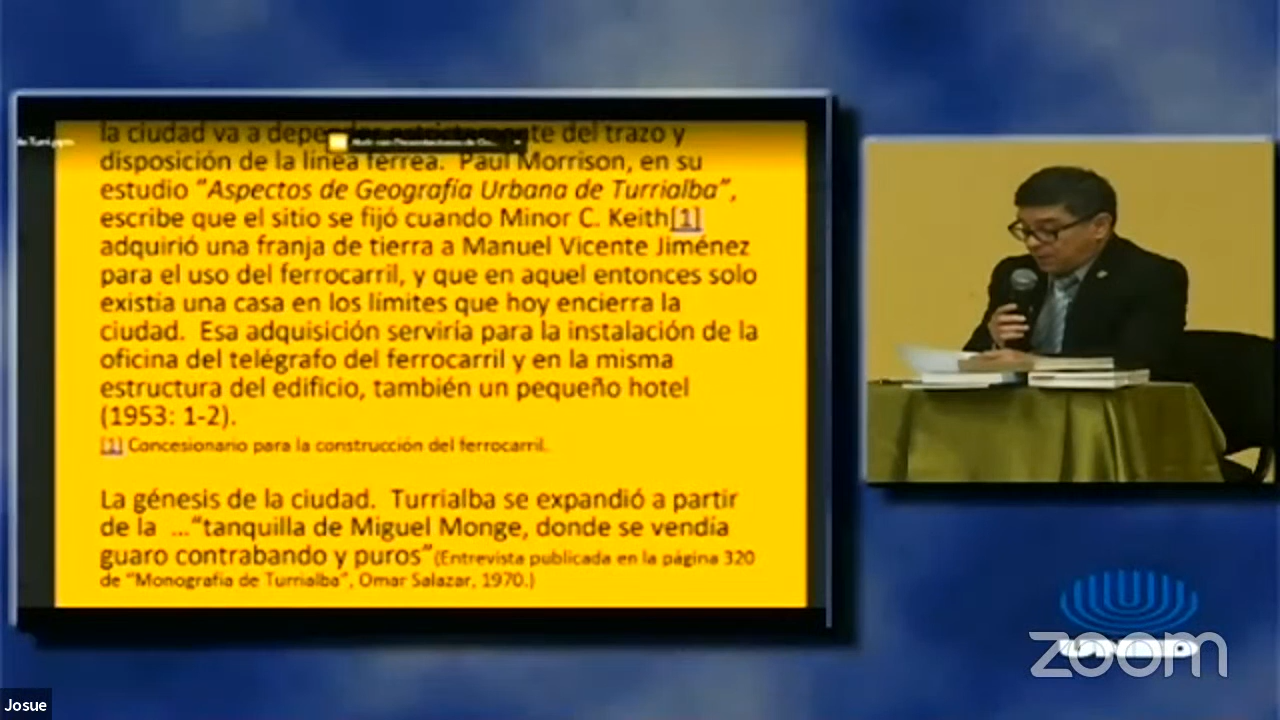 la ciudad va a depender estrictamente del trazo y
disposición de la línea férrea. Paul Morrison, en su
estudio “Aspectos de Geografía Urbana de Turrialba”,
escribe que el sitio se fijó cuando Minor C. Keith[1]
adquirió una franja de tierra a Manuel Vicente Jiménez
para el uso del ferrocarril, y que en aquel entonces solo
existía una casa en los límites que hoy encierra la
ciudad. Esa adquisición serviría para la instalación de la
oficina del telégrafo del ferrocarril y en la misma
estructura del edificio, también un pequeño hotel
(1953: 1-2).
[1] Concesionario para la construcción del ferrocarril.
La génesis de la ciudad. Turrialba se expandió a partir
de la …“tanquilla de Miguel Monge, donde se vendía
guaro contrabando y puros”(Entrevista publicada en la página 320
de “Monografía de Turrialba”, Omar Salazar, 1970.)
zoom
Josue